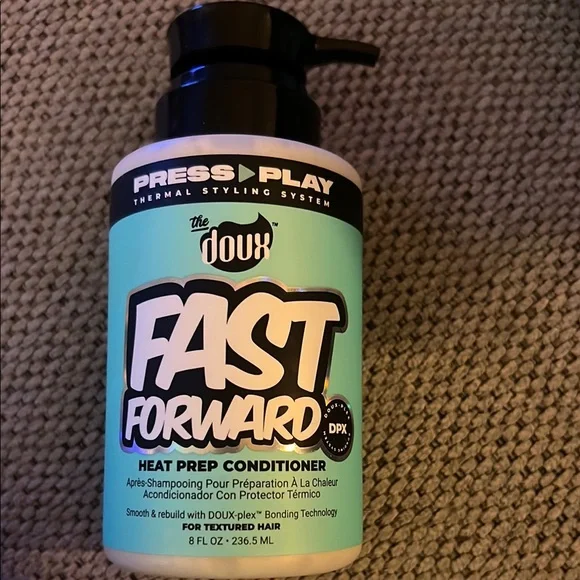 PRESS PLAY
THERMAL STYLING SYSTEM
the
doux™
FAST
FORWARD
DOUX-PLEX
DPX
HEAT PREP CONDITIONER
Après-Shampooing Pour Préparation À La Chaleur
Acondicionador Con Protector Térmico
Smooth & rebuild with DOUX-plex™ Bonding Technology
FOR TEXTURED HAIR
8 FL OZ • 236.5 ML